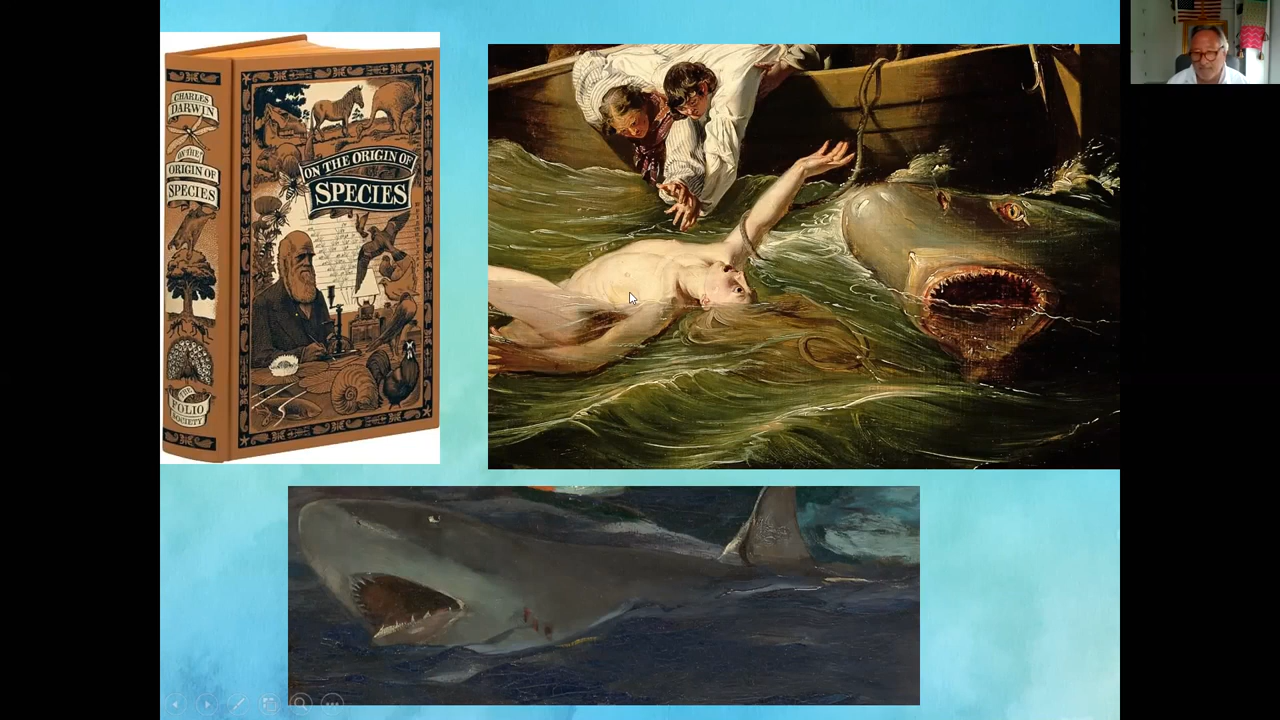 CHARLES
DARWIN
ON THE
ORIGIN OF
SPECIES
THE
FOLIO
SOCIETY
ON THE ORIGIN OF
SPECIES